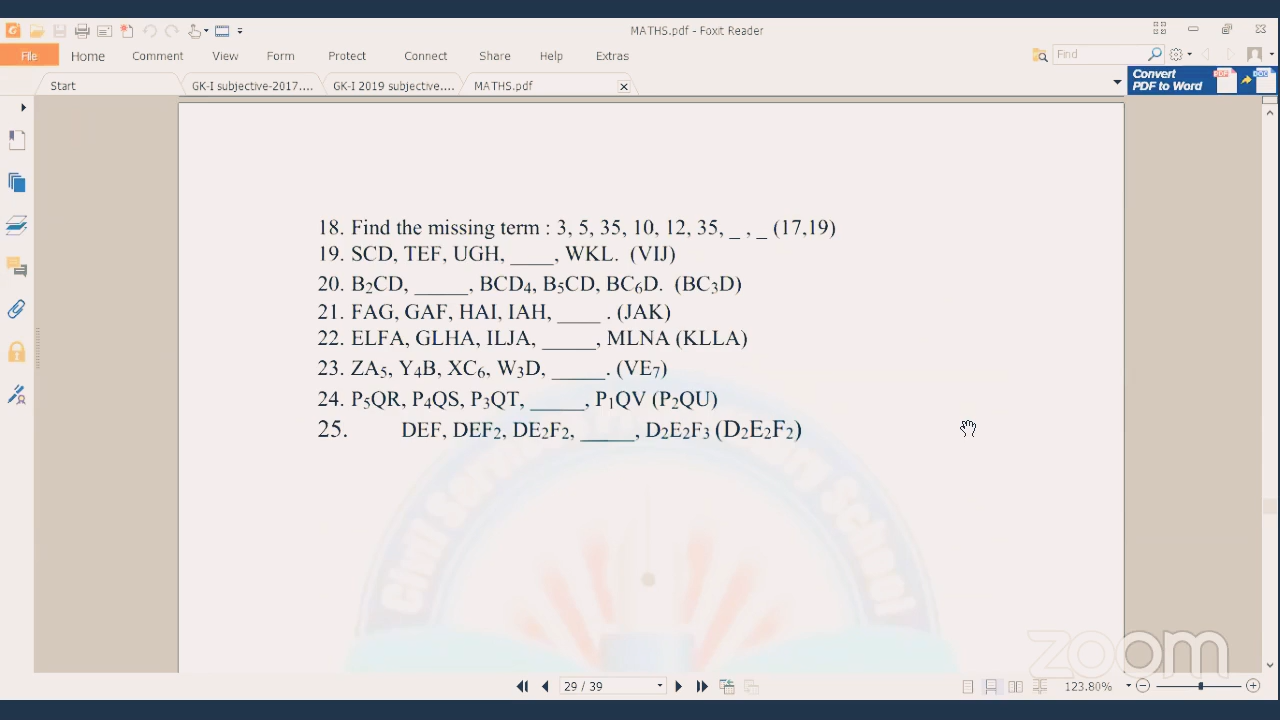 MATHS.pdf - Foxit Reader
File Home Comment View Form Protect Connect Share Help Extras Find
Start GK-I subjective-2017.... GK-I 2019 subjective.... MATHS.pdf Convert PDF to Word
18. Find the missing term : 3, 5, 35, 10, 12, 35, _ , _ (17,19)
19. SCD, TEF, UGH, ____, WKL. (VIJ)
20. B₂CD, _____, BCD₄, B₅CD, BC₆D. (BC₃D)
21. FAG, GAF, HAI, IAH, ____ . (JAK)
22. ELFA, GLHA, ILJA, _____, MLNA (KLLA)
23. ZA₅, Y₄B, XC₆, W₃D, _____. (VE₇)
24. P₅QR, P₄QS, P₃QT, _____, P₁QV (P₂QU)
25. DEF, DEF₂, DE₂F₂, _____, D₂E₂F₃ (D₂E₂F₂)
zoom
29 / 39 123.80%